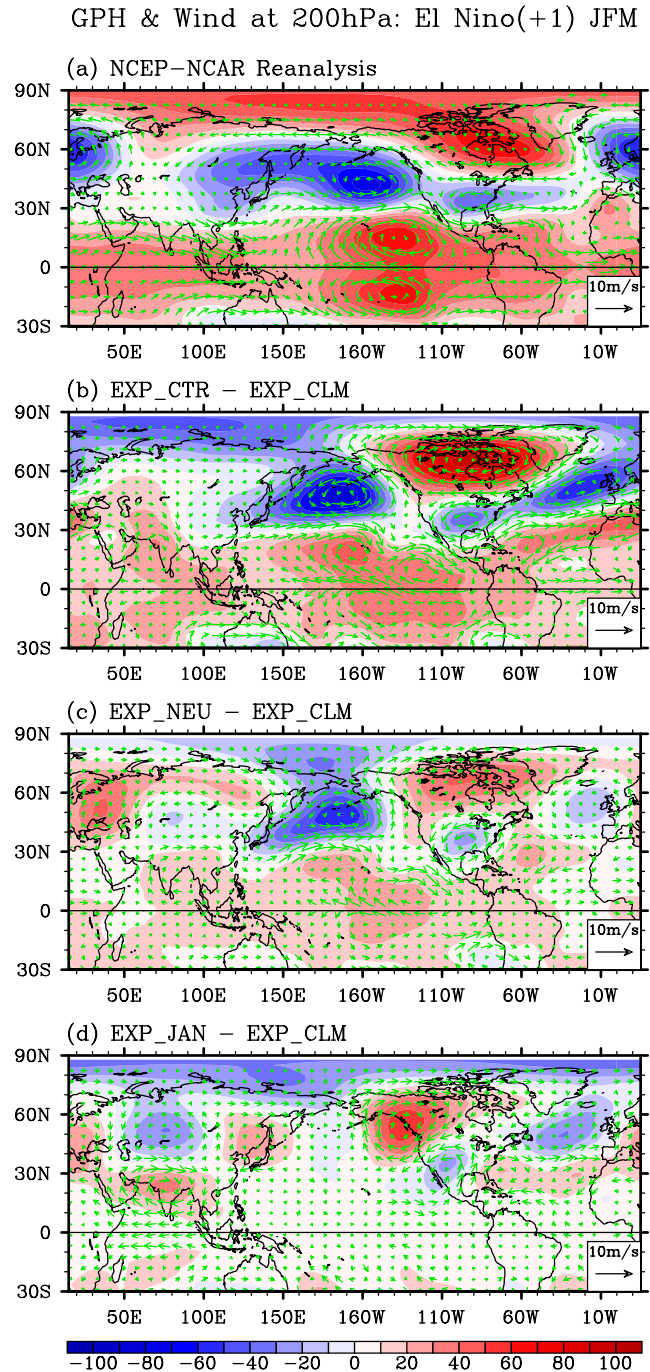 GPH & Wind at 200hPa: El Nino(+1) JFM
(a) NCEP−NCAR Reanalysis
90N
60N
30N
0
30S
10m/s
50E 100E 150E 160W 110W 60W 10W
(b) EXP_CTR − EXP_CLM
90N
60N
30N
0
30S
10m/s
50E 100E 150E 160W 110W 60W 10W
(c) EXP_NEU − EXP_CLM
90N
60N
30N
0
30S
10m/s
50E 100E 150E 160W 110W 60W 10W
(d) EXP_JAN − EXP_CLM
90N
60N
30N
0
30S
10m/s
50E 100E 150E 160W 110W 60W 10W
−100 −80 −60 −40 −20 0 20 40 60 80 100